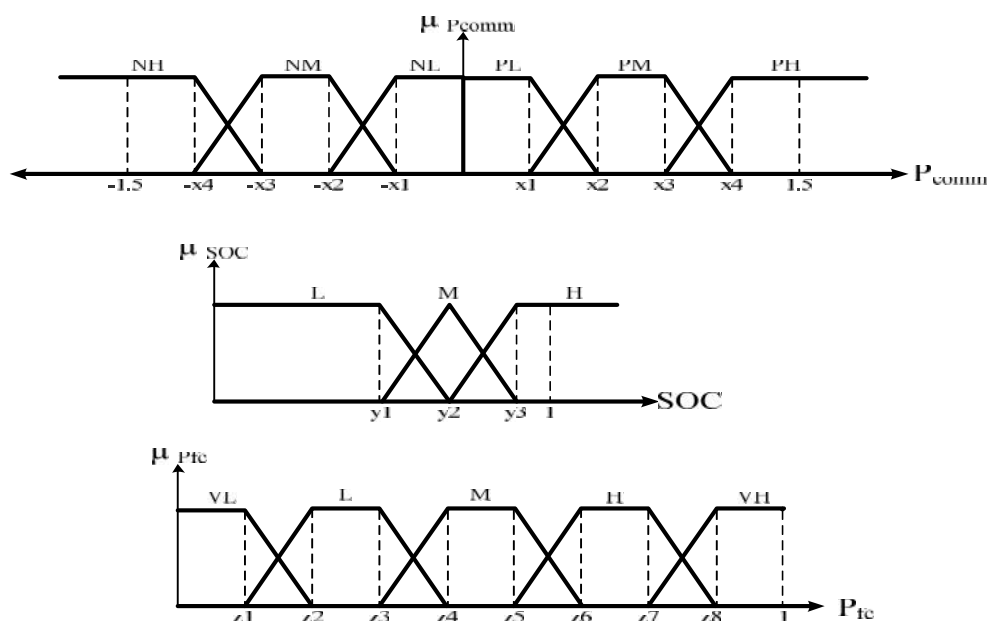 μ Pcomm
NH NM NL PL PM PH
-1.5 -x4 -x3 -x2 -x1 x1 x2 x3 x4 1.5 Pcomm
μ SOC
L M H
y1 y2 y3 1 SOC
μ Pfc
VL L M H VH
1 Pfc